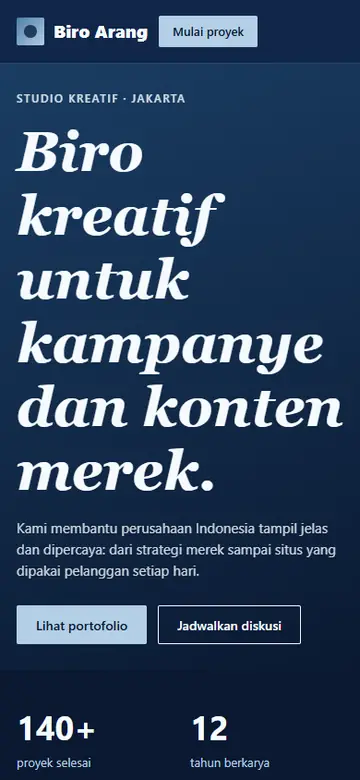 Biro Arang
Mulai proyek
STUDIO KREATIF · JAKARTA
Biro
kreatif
untuk
kampanye
dan konten
merek.
Kami membantu perusahaan Indonesia tampil jelas
dan dipercaya: dari strategi merek sampai situs yang
dipakai pelanggan setiap hari.
Lihat portofolio
Jadwalkan diskusi
140+
12
proyek selesai
tahun berkarya